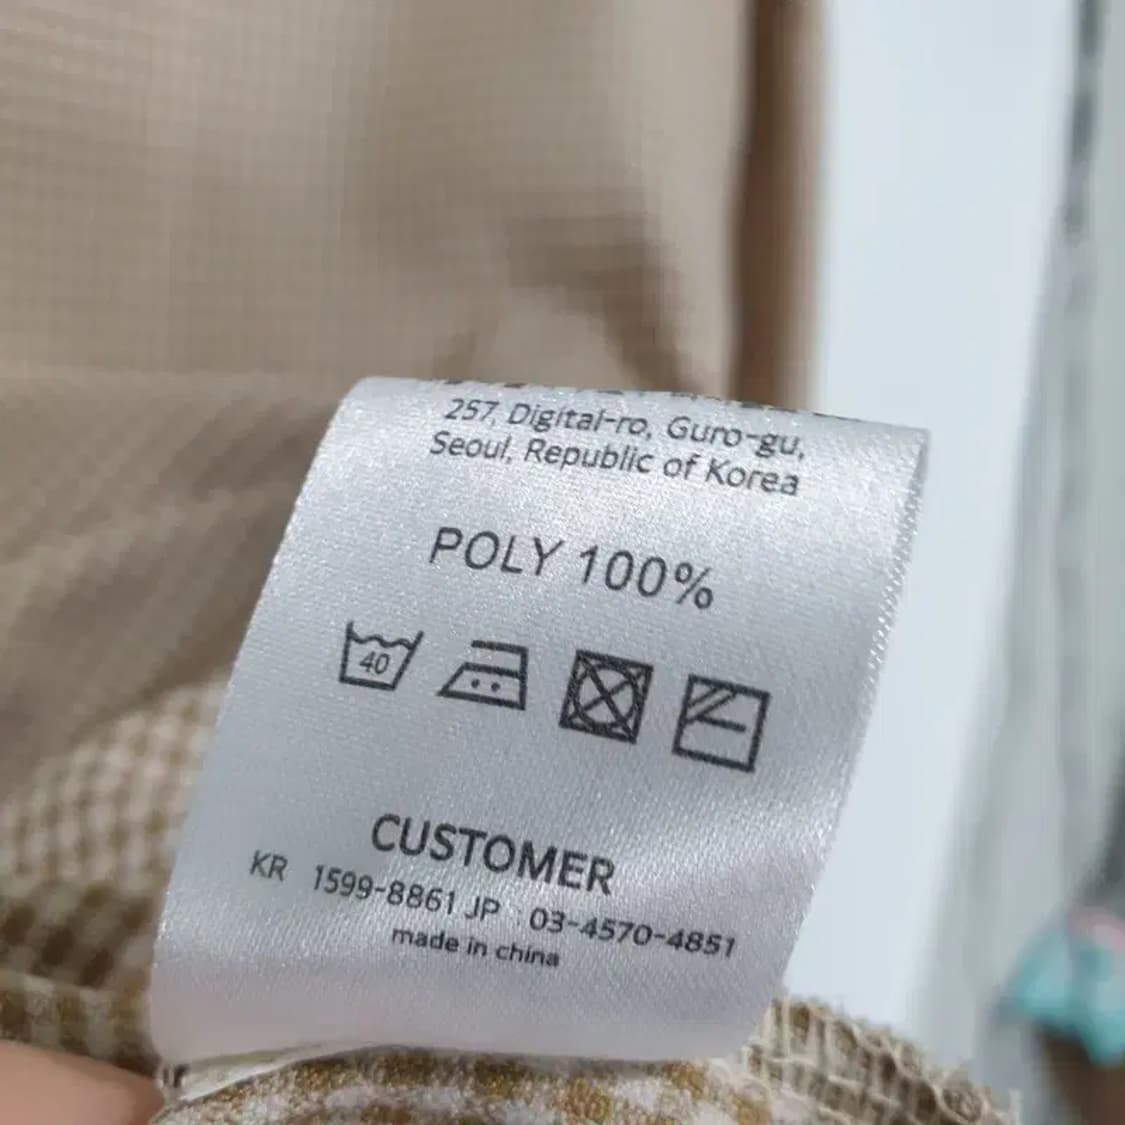 257, Digital-ro, Guro-gu,
Seoul, Republic of Korea
POLY 100%
40
CUSTOMER
KR 1599-8861 JP : 03-4570-4851
made in china